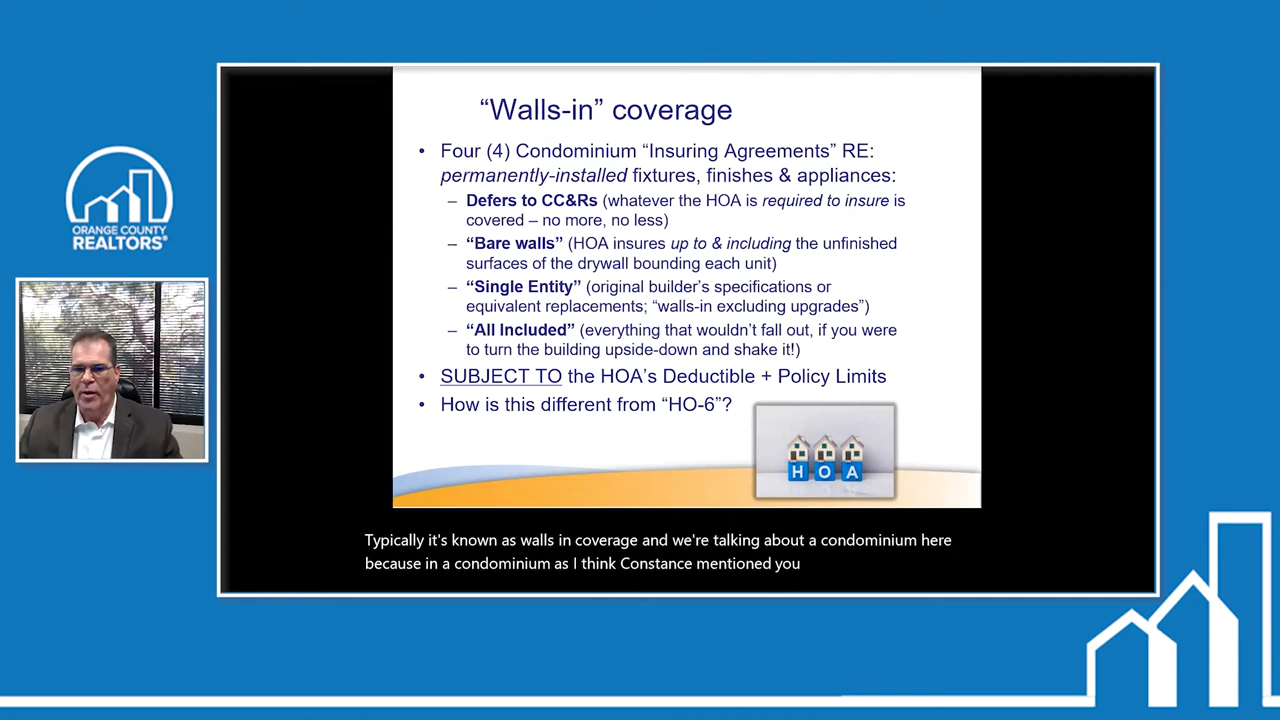 “Walls-in” coverage
• Four (4) Condominium “Insuring Agreements” RE:
permanently-installed fixtures, finishes & appliances:
– Defers to CC&Rs (whatever the HOA is required to insure is
covered – no more, no less)
– “Bare walls” (HOA insures up to & including the unfinished
surfaces of the drywall bounding each unit)
– “Single Entity” (original builder’s specifications or
equivalent replacements; “walls-in excluding upgrades”)
– “All Included” (everything that wouldn’t fall out, if you were
to turn the building upside-down and shake it!)
• SUBJECT TO the HOA’s Deductible + Policy Limits
• How is this different from “HO-6”?
H O A
ORANGE COUNTY
REALTORS®
Typically it's known as walls in coverage and we're talking about a condominium here
because in a condominium as I think Constance mentioned you